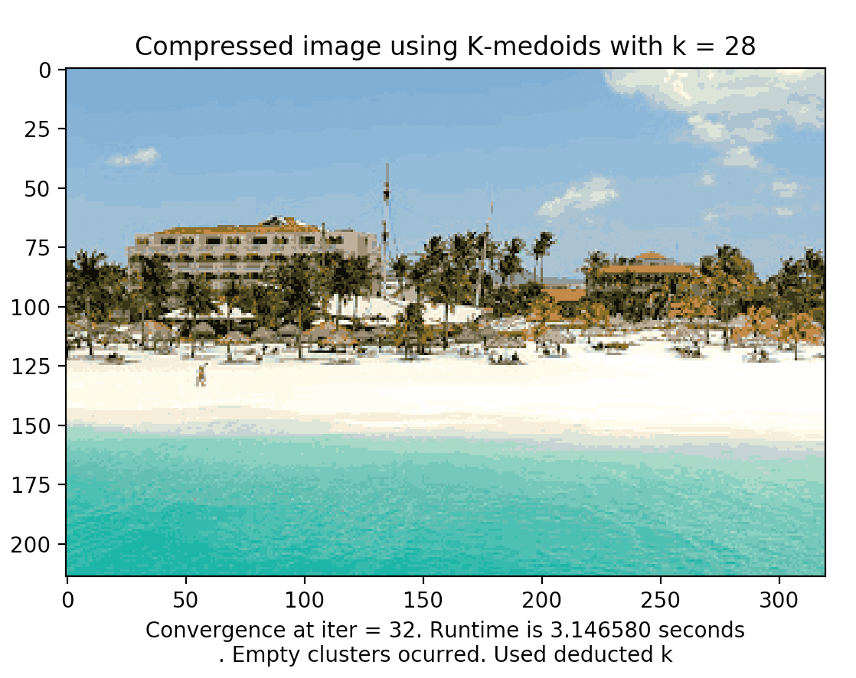 Compressed image using K-medoids with k = 28
0
25
50
75
100
125
150
175
200
0 50 100 150 200 250 300
Convergence at iter = 32. Runtime is 3.146580 seconds
. Empty clusters ocurred. Used deducted k